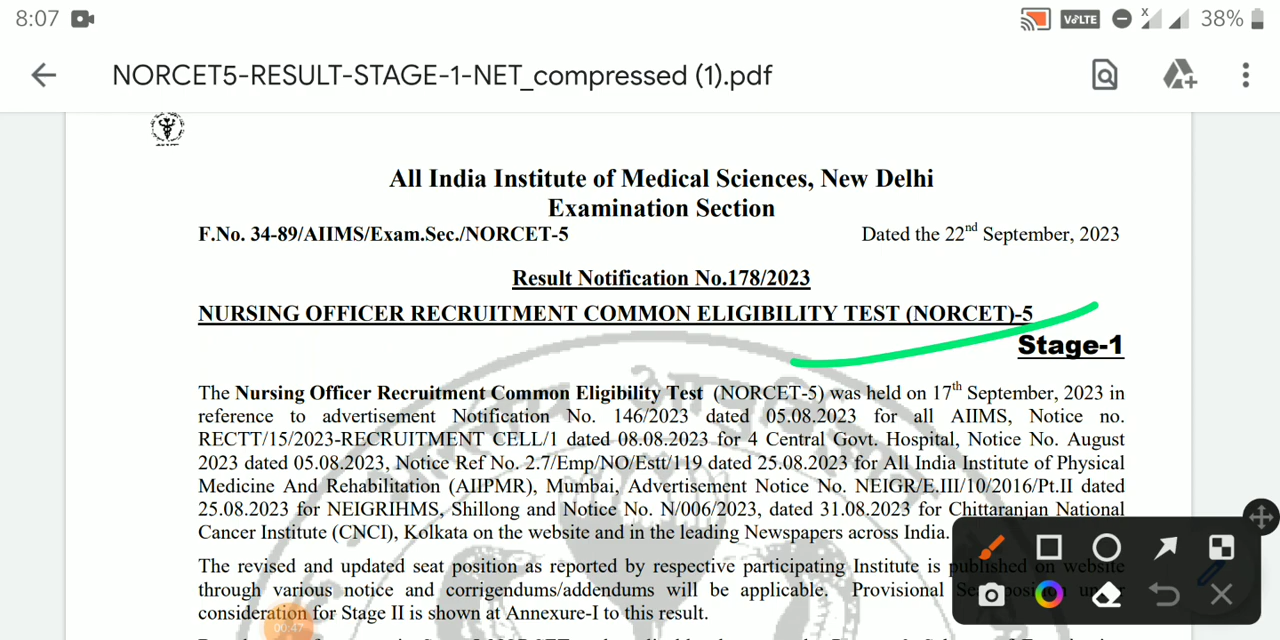 8:07 VoLTE x 38%
NORCET5-RESULT-STAGE-1-NET_compressed (1).pdf
All India Institute of Medical Sciences, New Delhi
Examination Section
F.No. 34-89/AIIMS/Exam.Sec./NORCET-5 Dated the 22nd September, 2023
Result Notification No.178/2023
NURSING OFFICER RECRUITMENT COMMON ELIGIBILITY TEST (NORCET)-5
Stage-1
The Nursing Officer Recruitment Common Eligibility Test (NORCET-5) was held on 17th September, 2023 in
reference to advertisement Notification No. 146/2023 dated 05.08.2023 for all AIIMS, Notice no.
RECTT/15/2023-RECRUITMENT CELL/1 dated 08.08.2023 for 4 Central Govt. Hospital, Notice No. August
2023 dated 05.08.2023, Notice Ref No. 2.7/Emp/NO/Estt/119 dated 25.08.2023 for All India Institute of Physical
Medicine And Rehabilitation (AIIPMR), Mumbai, Advertisement Notice No. NEIGR/E.III/10/2016/Pt.II dated
25.08.2023 for NEIGRIHMS, Shillong and Notice No. N/006/2023, dated 31.08.2023 for Chittaranjan National
Cancer Institute (CNCI), Kolkata on the website and in the leading Newspapers across India.
The revised and updated seat position as reported by respective participating Institute is published on website
through various notice and corrigendums/addendums will be applicable. Provisional
consideration for Stage II is shown at Annexure-I to this result.
00:47